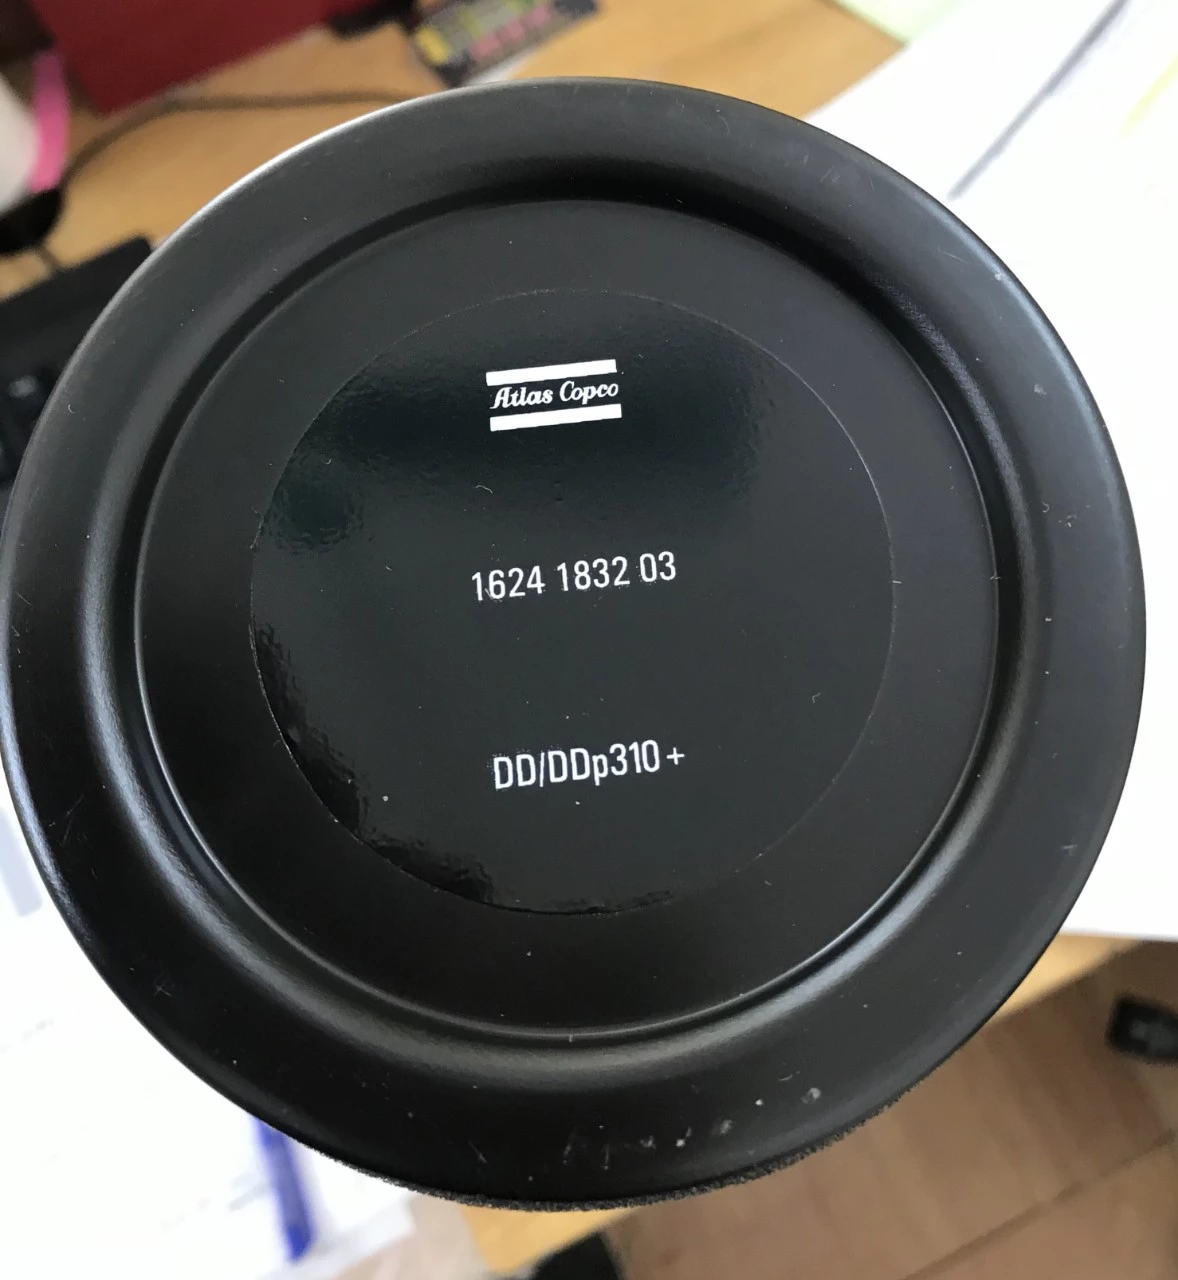 Atlas Copco
1624 1832 03
DD/DDp310+